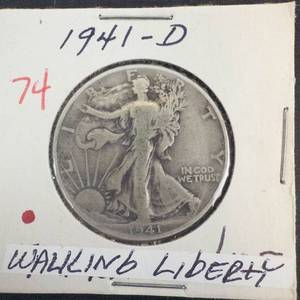 1941-D
74
LIBERTY
IN GOD
WE TRUST
1941
WALKING LIBERTY